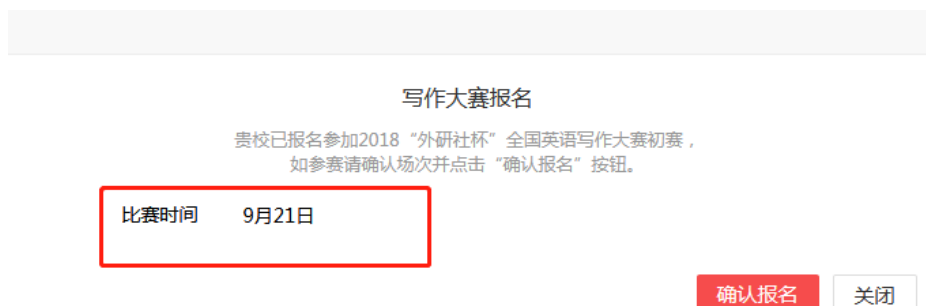 写作大赛报名
贵校已报名参加2018“外研社杯”全国英语写作大赛初赛，
如参赛请确认场次并点击“确认报名”按钮。
比赛时间 9月21日
确认报名 关闭